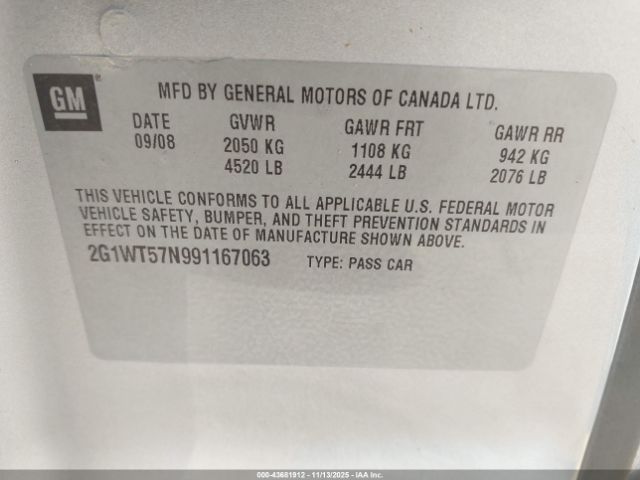 GM
MFD BY GENERAL MOTORS OF CANADA LTD.
DATE GVWR GAWR FRT GAWR RR
09/08 2050 KG 1108 KG 942 KG
4520 LB 2444 LB 2076 LB
THIS VEHICLE CONFORMS TO ALL APPLICABLE U.S. FEDERAL MOTOR
VEHICLE SAFETY, BUMPER, AND THEFT PREVENTION STANDARDS IN
EFFECT ON THE DATE OF MANUFACTURE SHOWN ABOVE.
2G1WT57N991167063 TYPE: PASS CAR
000-43681912 - 11/13/2025 - IAA, Inc.